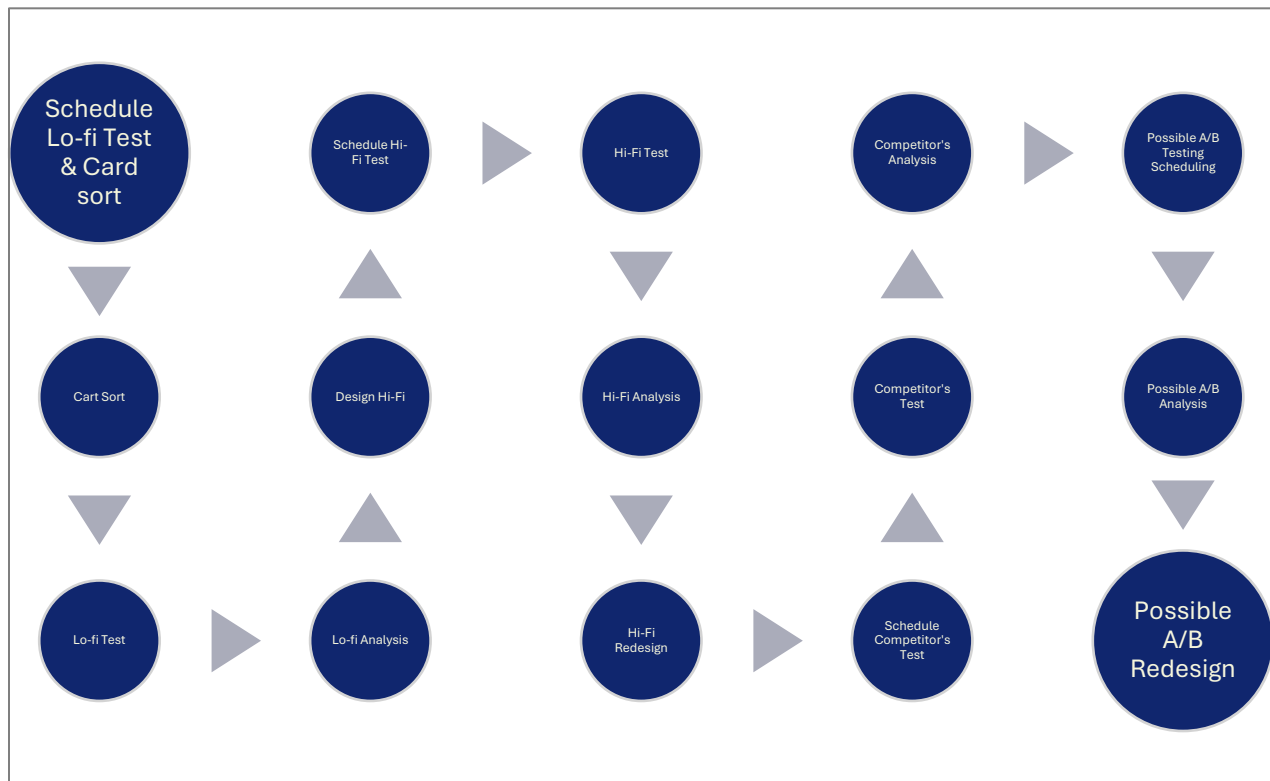 Schedule
Lo-fi Test
& Card
sort
Cart Sort
Lo-fi Test
Lo-fi Analysis
Design Hi-Fi
Schedule Hi-
Fi Test
Hi-Fi Test
Hi-Fi Analysis
Hi-Fi
Redesign
Schedule
Competitor's
Test
Competitor's
Test
Competitor's
Analysis
Possible A/B
Testing
Scheduling
Possible A/B
Analysis
Possible
A/B
Redesign